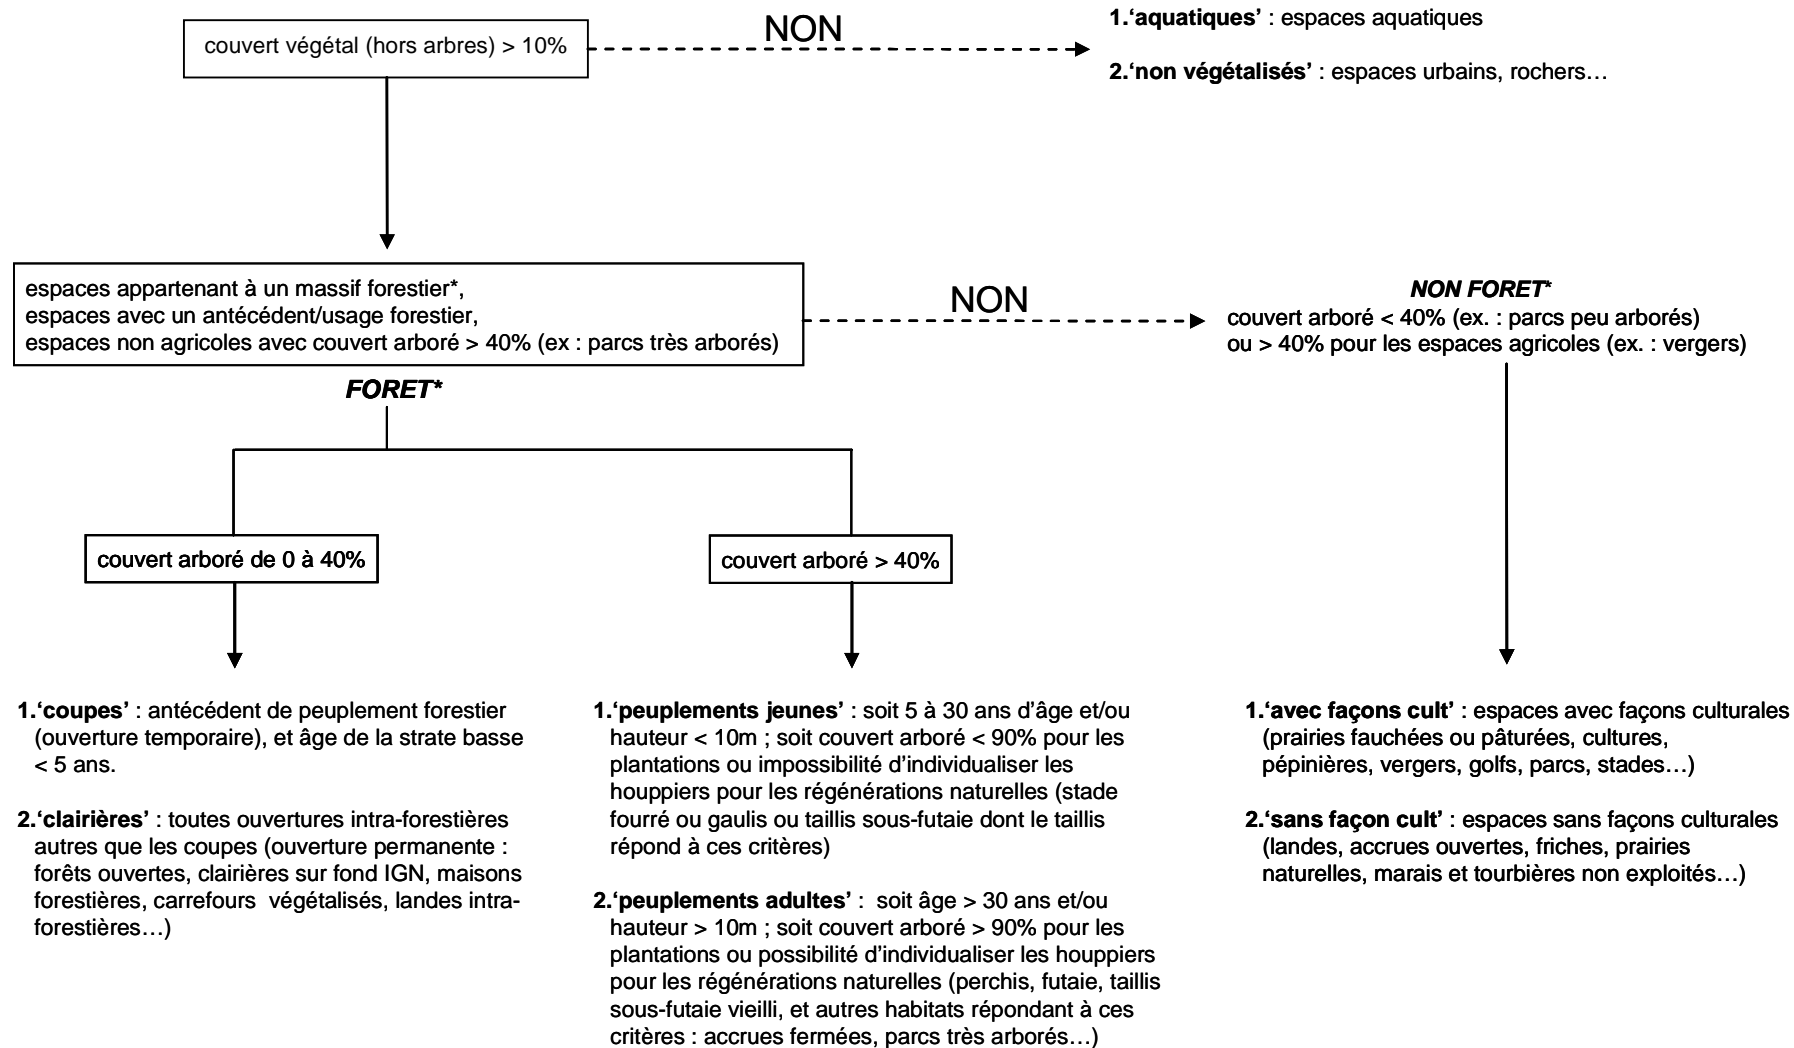 couvert végétal (hors arbres) > 10%
NON
1.‘aquatiques’ : espaces aquatiques
2.‘non végétalisés’ : espaces urbains, rochers…
espaces appartenant à un massif forestier*,
espaces avec un antécédent/usage forestier,
espaces non agricoles avec couvert arboré > 40% (ex : parcs très arborés)
FORET*
NON
NON FORET*
couvert arboré < 40% (ex. : parcs peu arborés)
ou > 40% pour les espaces agricoles (ex. : vergers)
couvert arboré de 0 à 40%
couvert arboré > 40%
1.‘coupes’ : antécédent de peuplement forestier
(ouverture temporaire), et âge de la strate basse
< 5 ans.
2.‘clairières’ : toutes ouvertures intra-forestières
autres que les coupes (ouverture permanente :
forêts ouvertes, clairières sur fond IGN, maisons
forestières, carrefours  végétalisés, landes intra-
forestières…)
1.‘peuplements jeunes’ : soit 5 à 30 ans d’âge et/ou
hauteur < 10m ; soit couvert arboré < 90% pour les
plantations ou impossibilité d’individualiser les
houppiers pour les régénérations naturelles (stade
fourré ou gaulis ou taillis sous-futaie dont le taillis
répond à ces critères)
2.‘peuplements adultes’ :  soit âge > 30 ans et/ou
hauteur > 10m ; soit couvert arboré > 90% pour les
plantations ou possibilité d’individualiser les houppiers
pour les régénérations naturelles (perchis, futaie, taillis
sous-futaie vieilli, et autres habitats répondant à ces
critères : accrues fermées, parcs très arborés…)
1.‘avec façons cult’ : espaces avec façons culturales
(prairies fauchées ou pâturées, cultures,
pépinières, vergers, golfs, parcs, stades…)
2.‘sans façon cult’ : espaces sans façons culturales
(landes, accrues ouvertes, friches, prairies
naturelles, marais et tourbières non exploités…)